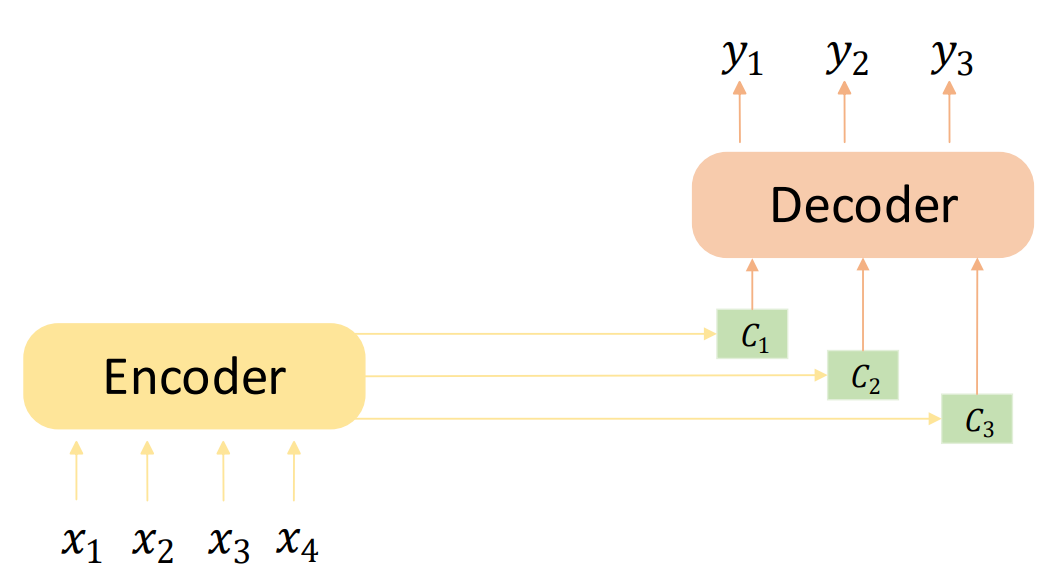 y₁ y₂ y₃
Decoder
C₁
Encoder
C₂
C₃
x₁ x₂ x₃ x₄